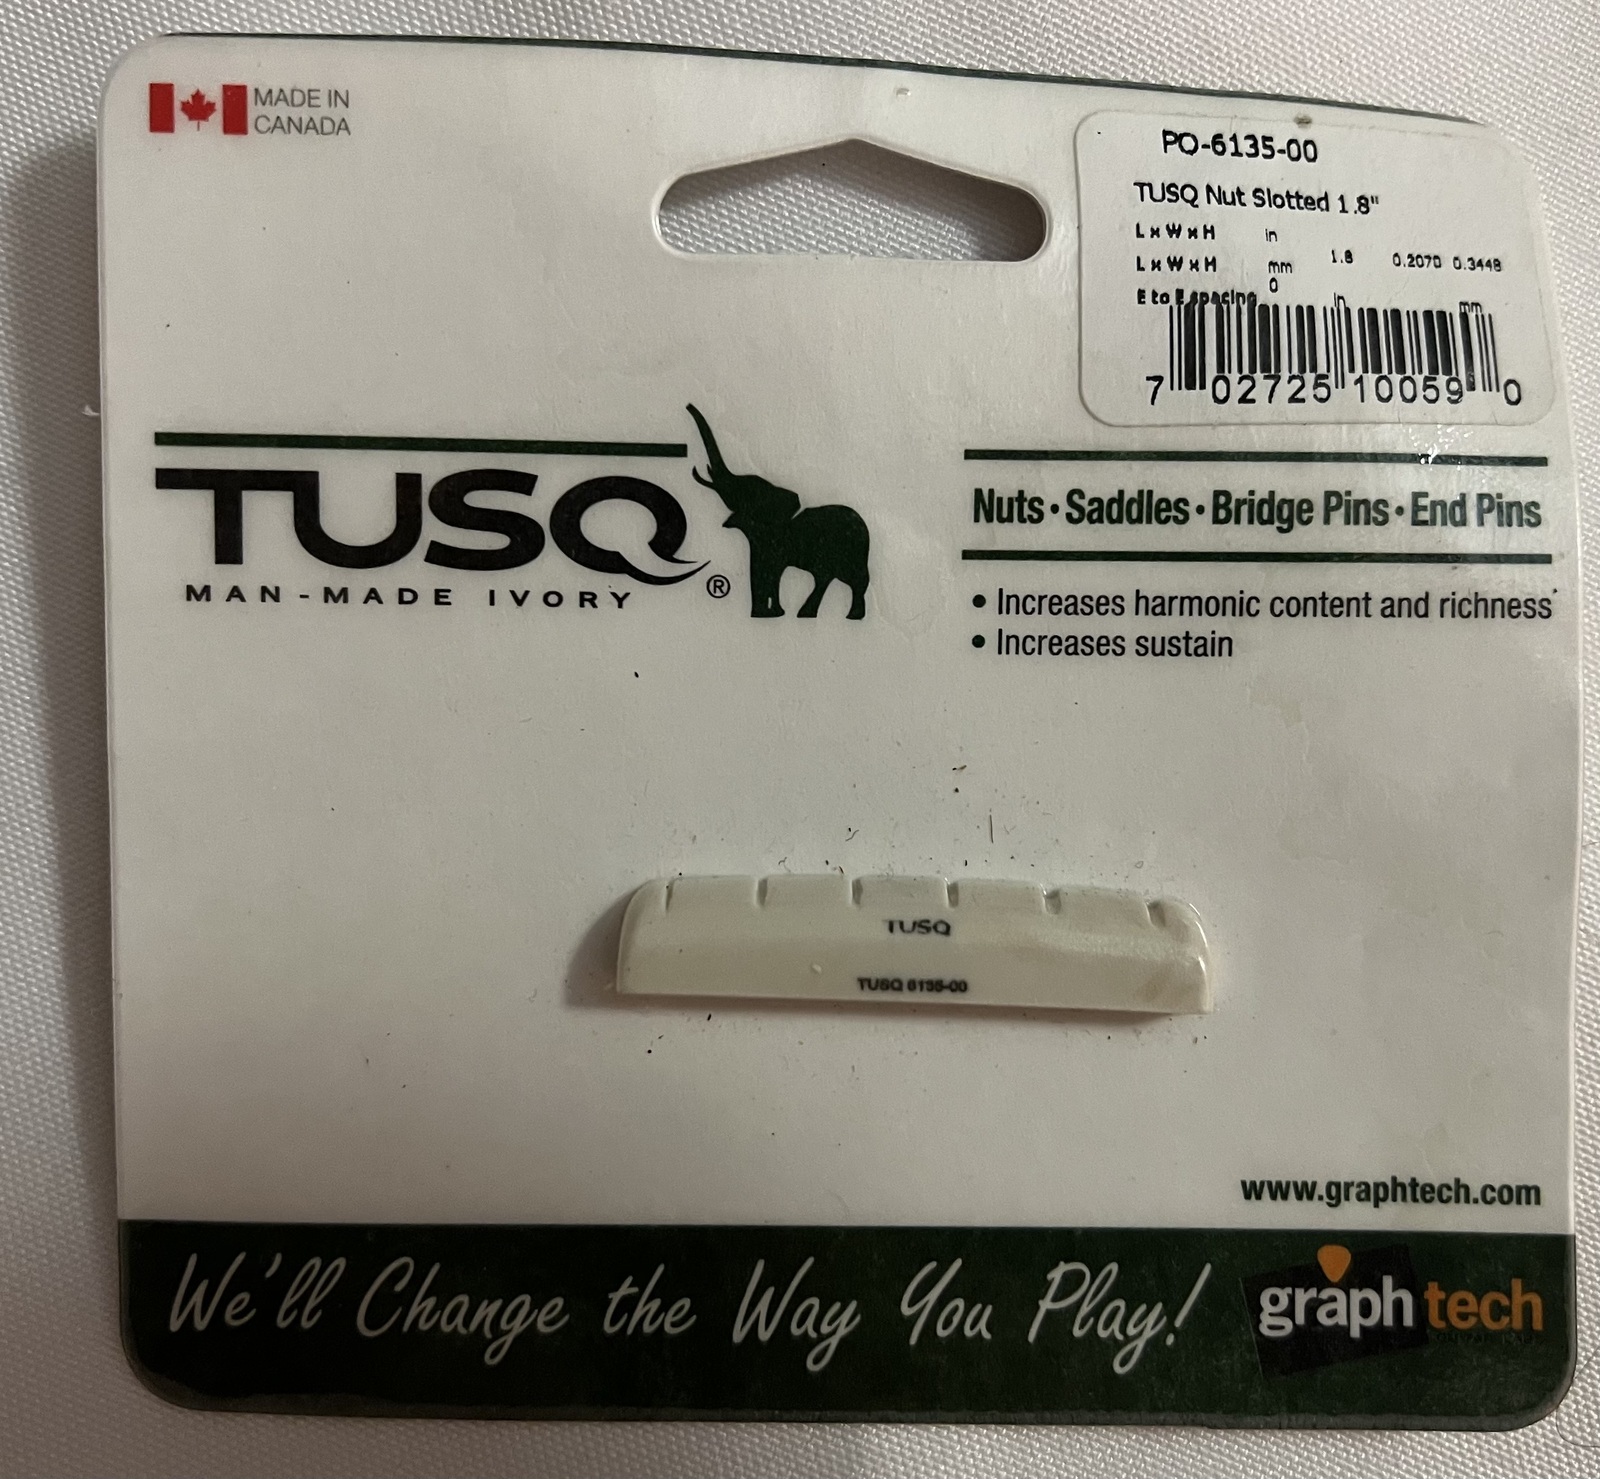 MADE IN
CANADA
PO-6135-00
TUSQ Nut Slotted 1.8"
L x W x H in
1.8 0.2070 0.3448
L x W x H mm
0
E to E spacing in mm
7 02725 10059 0
TUSQ®
MAN-MADE IVORY
Nuts • Saddles • Bridge Pins • End Pins
• Increases harmonic content and richness
• Increases sustain
TUSQ
TUSQ 6135-00
www.graphtech.com
We'll Change the Way You Play!
graph tech